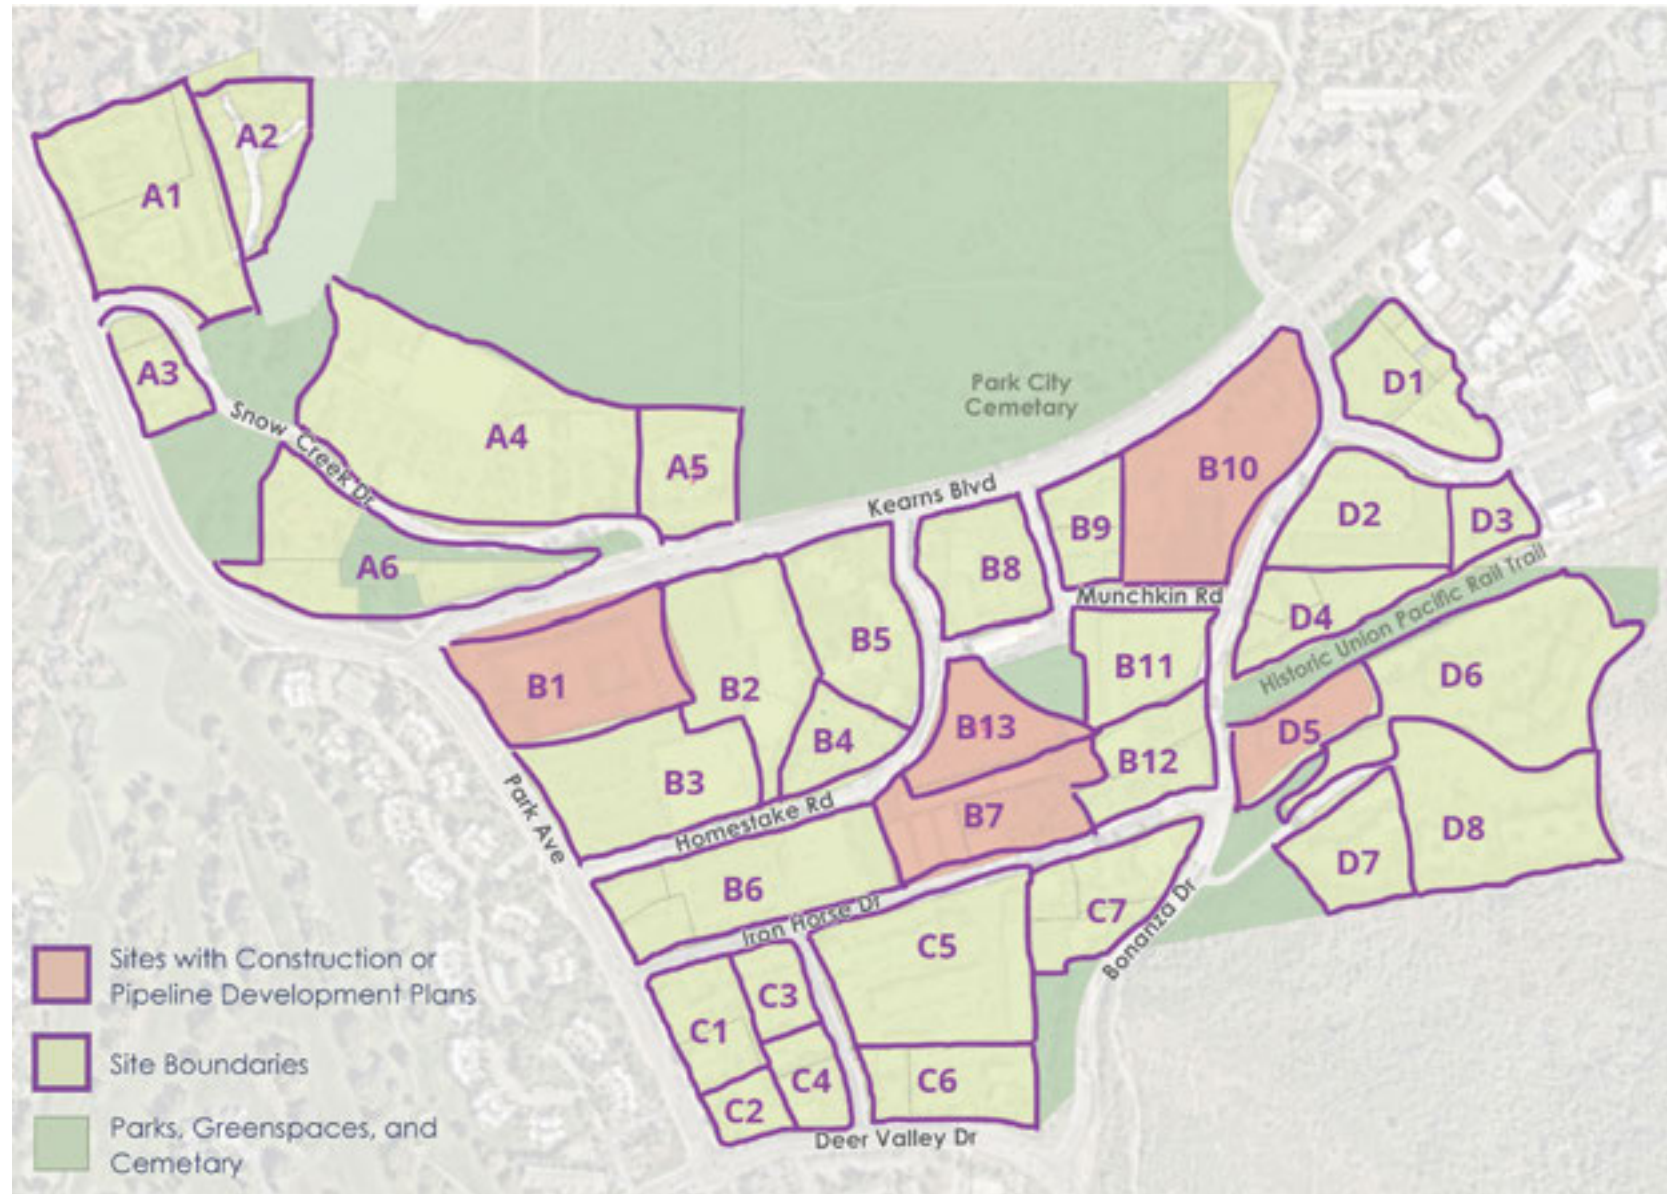 A1
A2
A3
A4
A5
A6
Snow Creek Dr
Park City
Cemetary
Kearns Blvd
B1
B2
B3
B4
B5
B6
B7
B8
B9
B10
B11
B12
B13
Munchkin Rd
Homestake Rd
Park Ave
Iron Horse Dr
C1
C2
C3
C4
C5
C6
C7
Bonanza Dr
Deer Valley Dr
D1
D2
D3
D4
Historic Union Pacific Rail Trail
D5
D6
D7
D8
Sites with Construction or
Pipeline Development Plans
Site Boundaries
Parks, Greenspaces, and
Cemetary